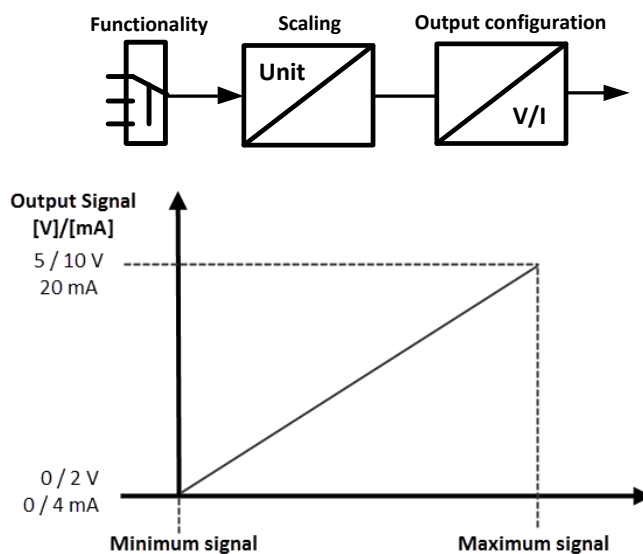 Functionality Scaling Output configuration
Unit
V/I
Output Signal
[V]/[mA]
5 / 10 V
20 mA
0 / 2 V
0 / 4 mA
Minimum signal Maximum signal